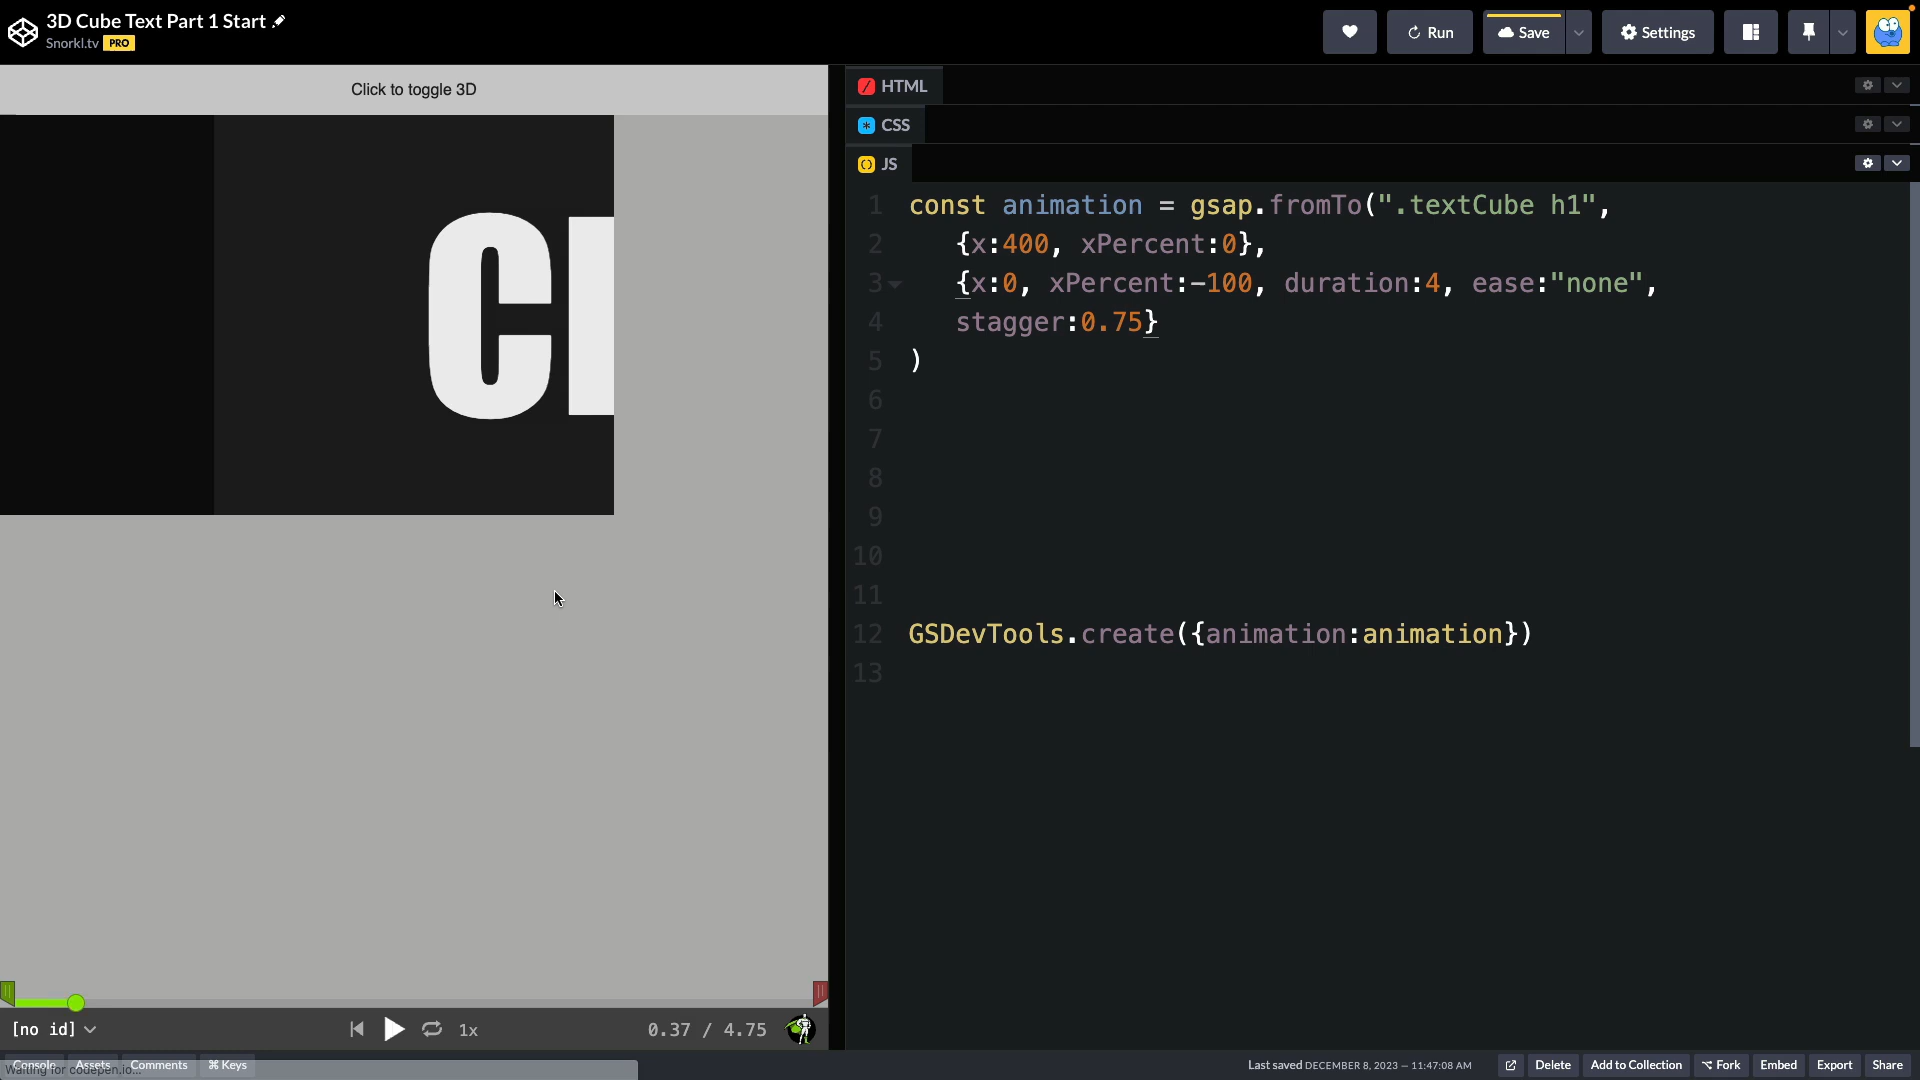 3D Cube Text Part 1 Start
Snorkl.tv PRO
Run
Save
Settings
Click to toggle 3D
HTML
CSS
JS
1 const animation = gsap.fromTo(".textCube h1",
2 {x:400, xPercent:0},
3 {x:0, xPercent:-100, duration:4, ease:"none",
4 stagger:0.75}
5 )
6
7
8
9
10
11
12 GSDevTools.create({animation:animation})
13
[no id]
1x
0.37 / 4.75
Console Assets Comments ⌘ Keys
Waiting for codepen.io...
Last saved DECEMBER 8, 2023 — 11:47:08 AM
Delete Add to Collection ⌥ Fork Embed Export Share